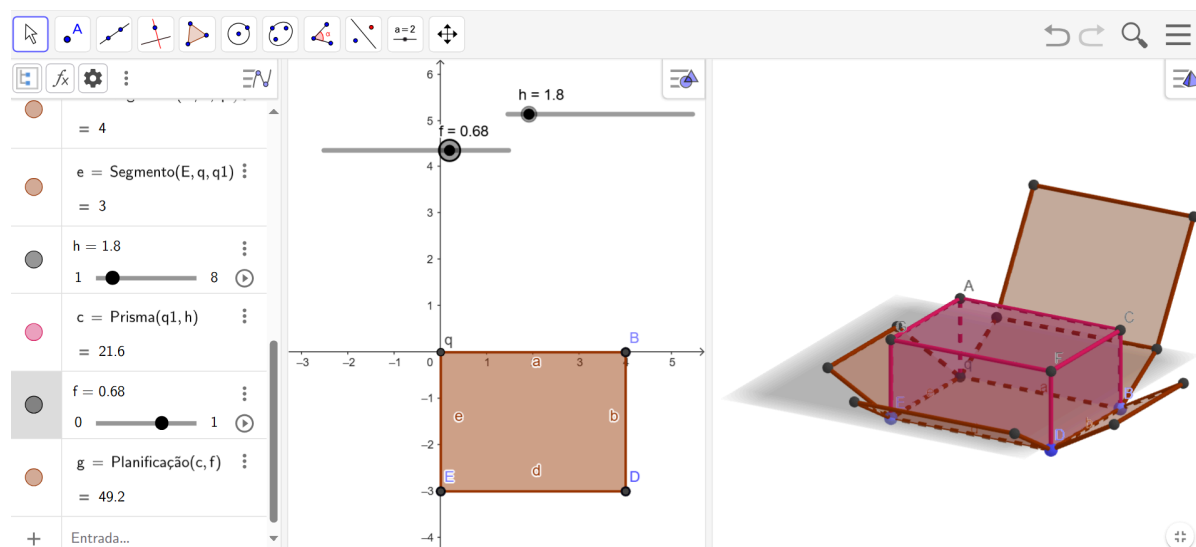 A
a=2
fx
= 4
e = Segmento(E, q, q1)
= 3
h = 1.8
1
8
c = Prisma(q1, h)
= 21.6
f = 0.68
0
1
g = Planificação(c, f)
= 49.2
Entrada...
6
h = 1.8
5
f = 0.68
4
3
2
1
q
B
−3
−2
−1
0
1
a
3
4
5
−1
e
b
−2
E
d
D
−3
−4
A
C
B
D
a